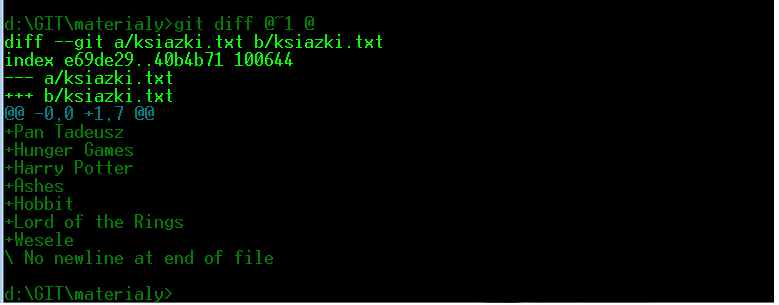 d:\GIT\materialy>git diff @~1 @
diff --git a/ksiazki.txt b/ksiazki.txt
index e69de29..40b4b71 100644
--- a/ksiazki.txt
+++ b/ksiazki.txt
@@ -0,0 +1,7 @@
+Pan Tadeusz
+Hunger Games
+Harry Potter
+Ashes
+Hobbit
+Lord of the Rings
+Wesele
\ No newline at end of file
d:\GIT\materialy>